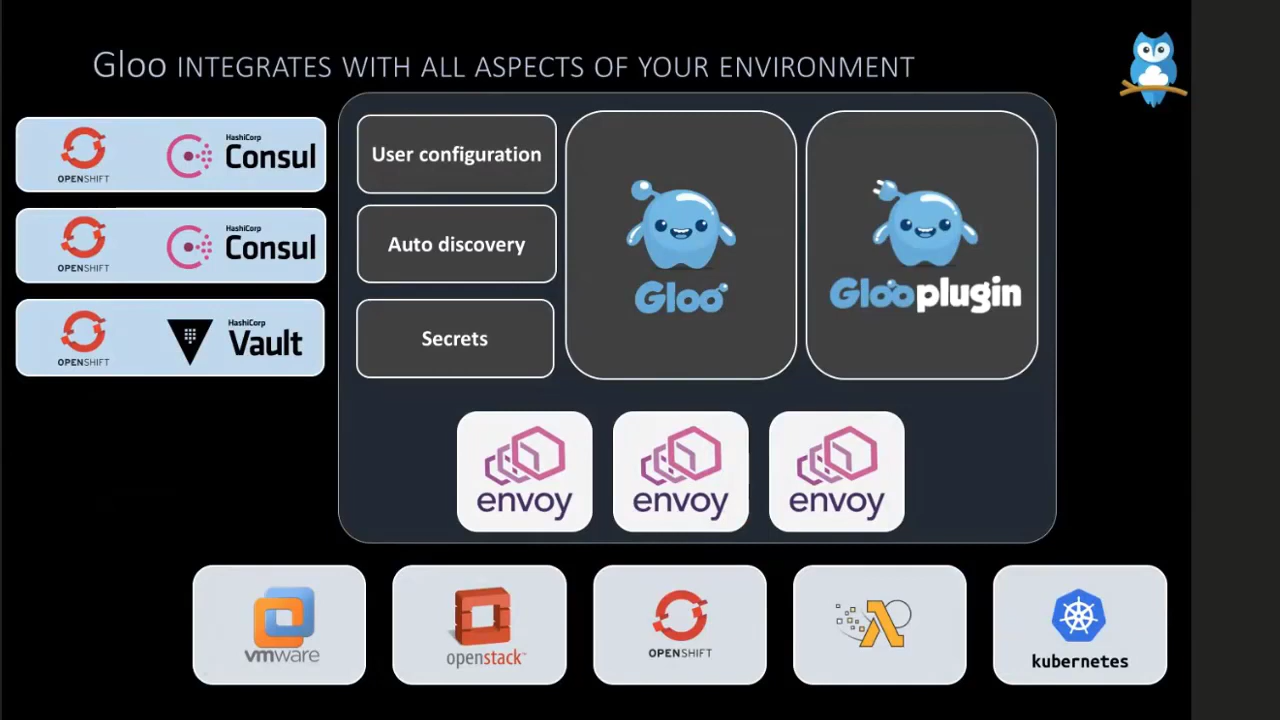 Gloo INTEGRATES WITH ALL ASPECTS OF YOUR ENVIRONMENT
OPENSHIFT
HashiCorp
Consul
User configuration
OPENSHIFT
HashiCorp
Consul
Auto discovery
OPENSHIFT
HashiCorp
Vault
Secrets
Gloo
Gloo plugin
envoy
envoy
envoy
vmware
openstack
OPENSHIFT
kubernetes